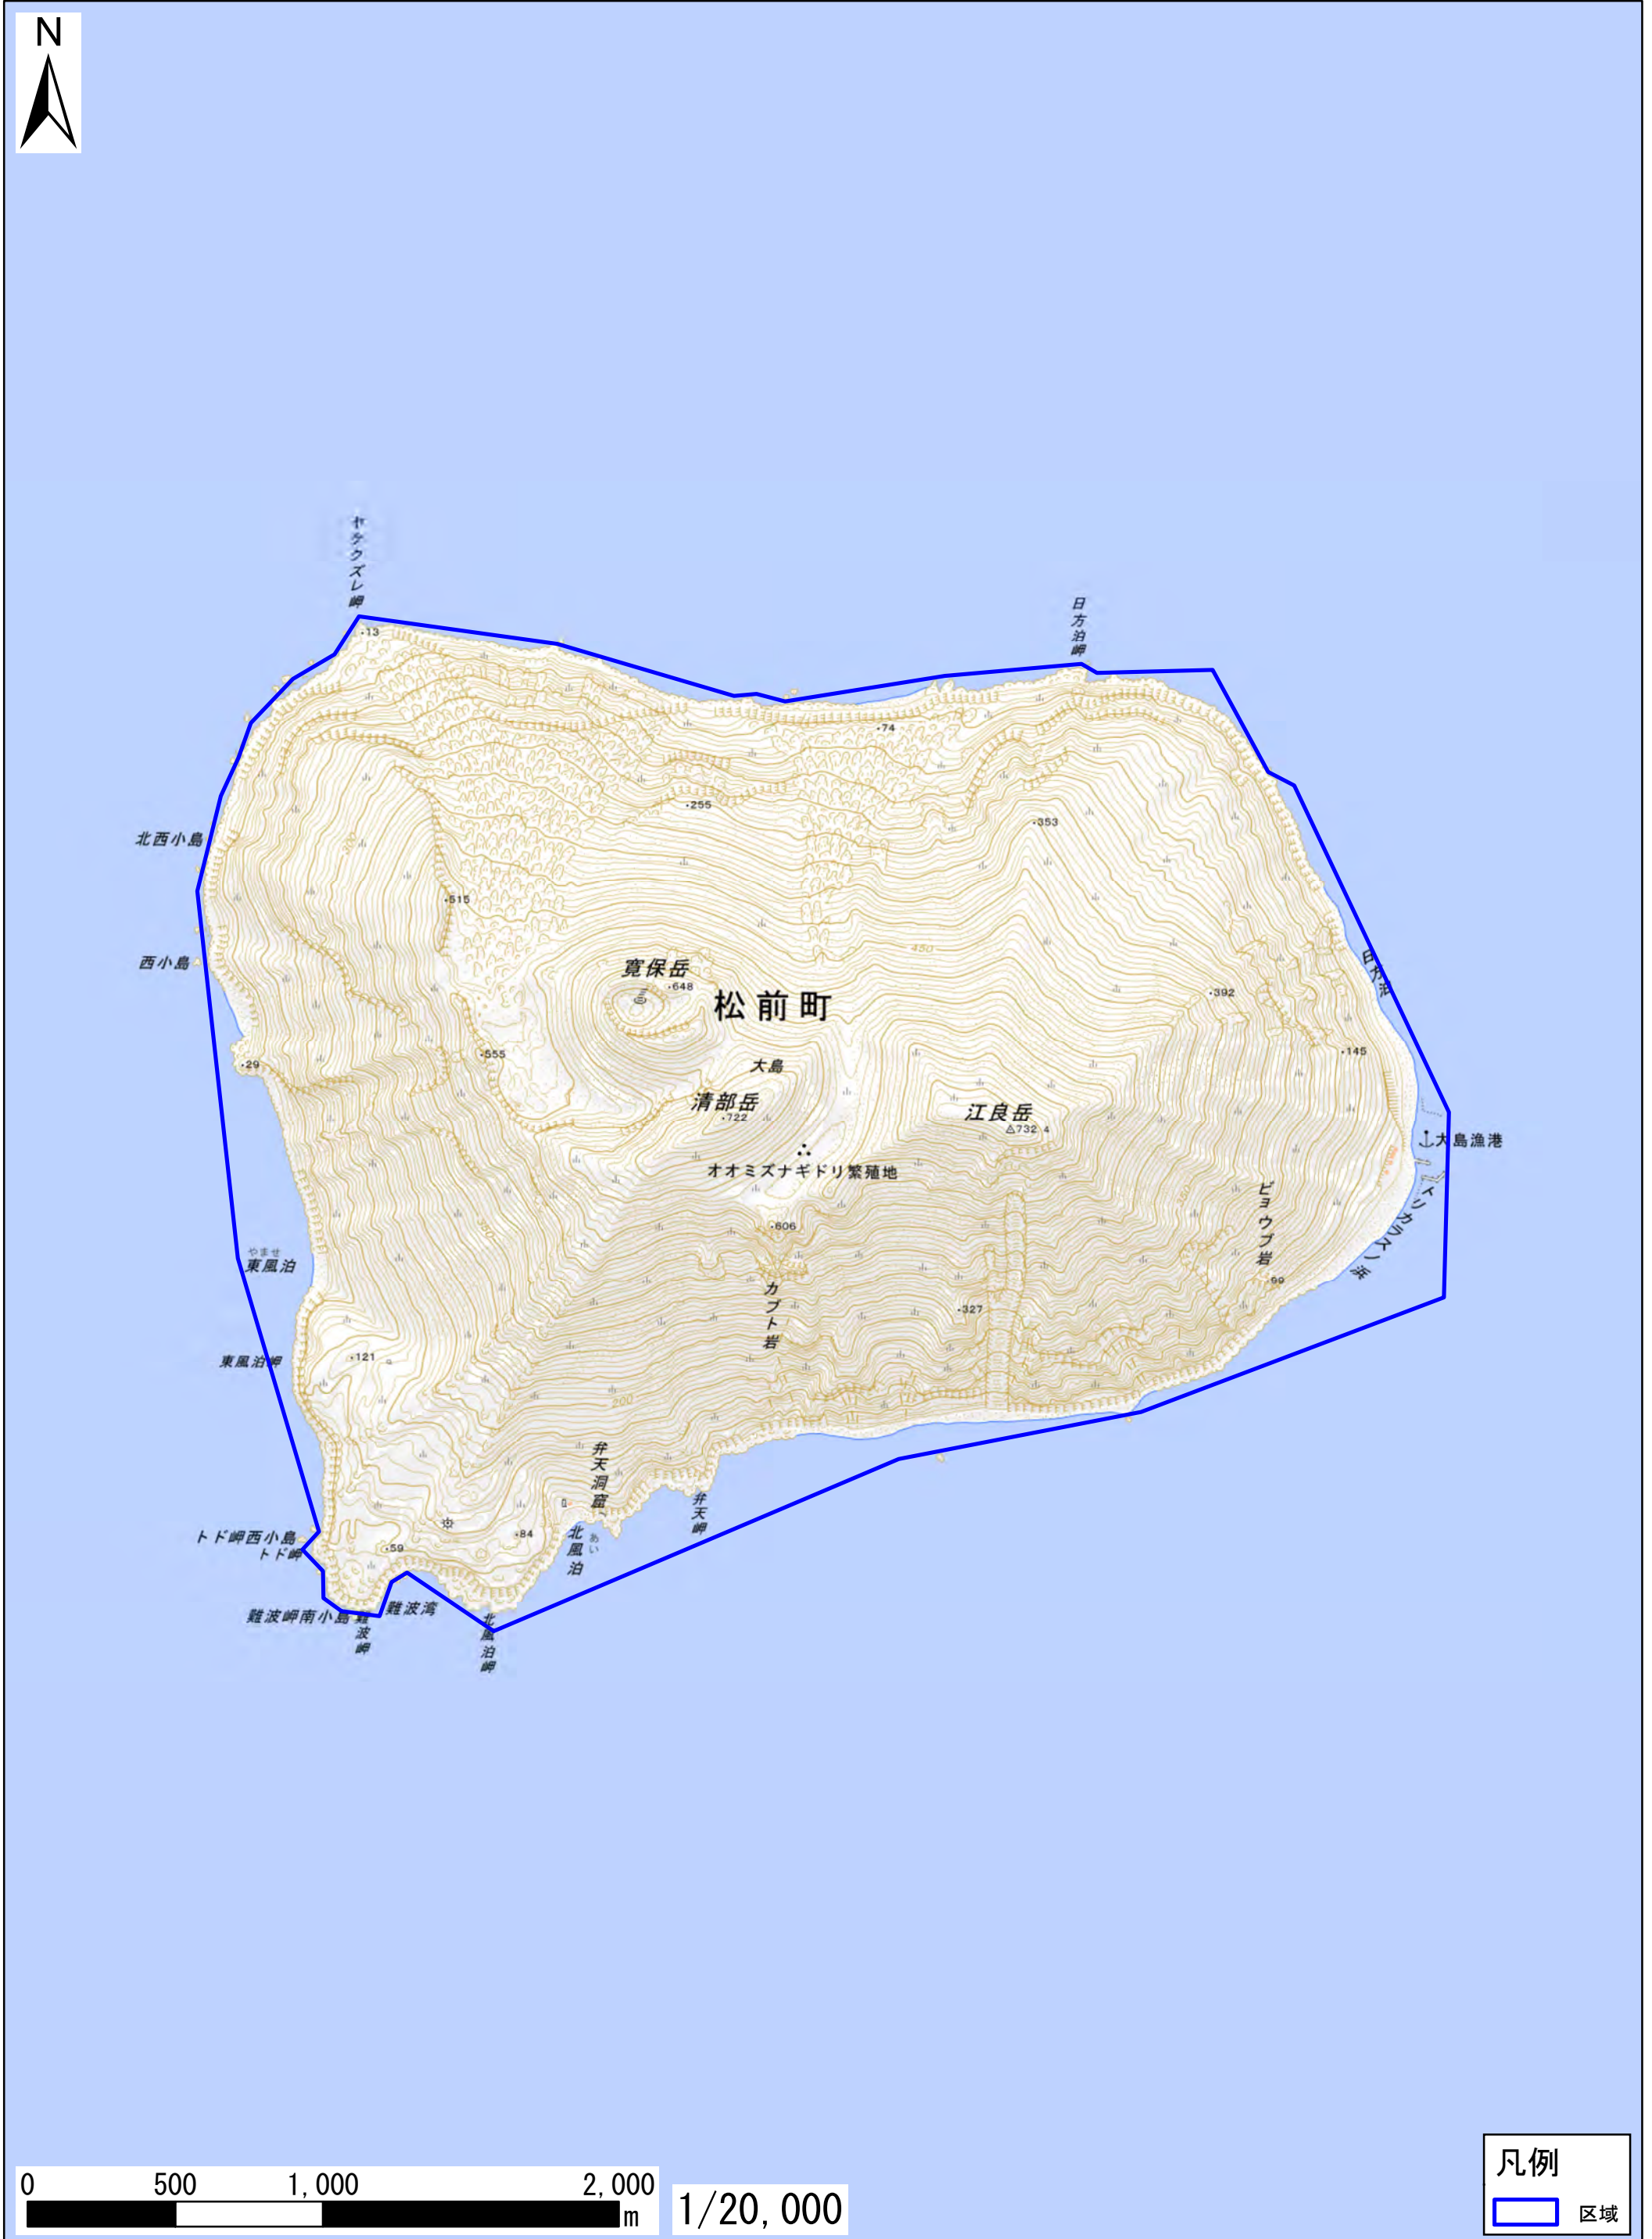 N
ヤケクズレ岬
日方泊岬
・13
・74
・255
・353
北西小島
300
・515
西小島
450
寛保岳
・648
松前町
・392
日方泊
・29
・555
・145
大島
清部岳
・722
江良岳
△732.4
大島漁港
オオミズナギドリ繁殖地
ビョウブ岩
トリカラスノ浜
・606
やませ
東風泊
・99
カブト岩
・327
東風泊岬
・121
200
弁天洞窟
弁天岬
トド岬西小島
トド岬
・59
・84
北風泊
あい
難波岬南小島
難波岬
難波湾
北風泊岬
0 500 1,000 2,000
m
1/20,000
凡例
区域